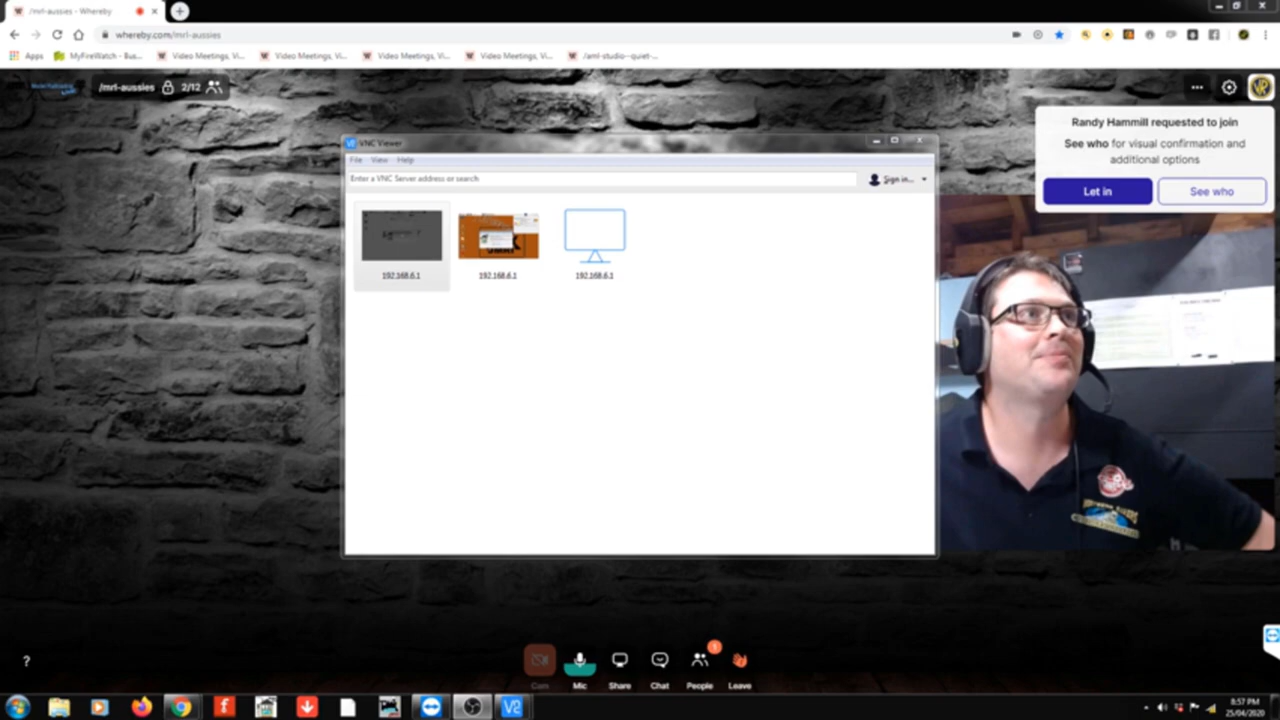 /mrl-aussies - Whereby
whereby.com/mrl-aussies
Apps
MyFireWatch - Bus...
Video Meetings, Vi...
Video Meetings, Vi...
Video Meetings, Vi...
Video Meetings, Vi...
/aml-studio--quiet-...
/mrl-aussies
2/12
Randy Hammill requested to join
See who for visual confirmation and
additional options
Let in
See who
VNC Viewer
File View Help
Enter a VNC Server address or search
Sign in...
192.168.6.1
192.168.6.1
192.168.6.1
?
Cam
Mic
Share
Chat
People
Leave
8:57 PM
25/04/2020